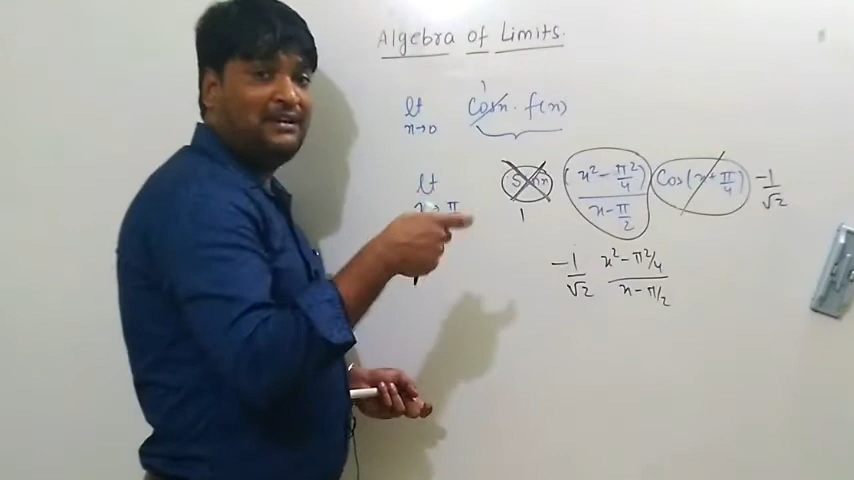 Algebra of Limits.
lt x→0 cosx. f(x)
1
lt x→ π sinx (x² - π²/4) / x - π/2 cos(x + π/4) -1/√2
1
-1/√2 x² - π²/4 / x - π/2